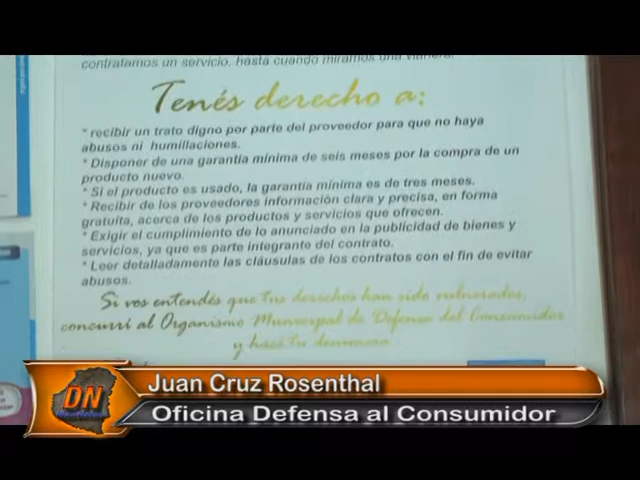 contratamos un servicio, hasta cuando miramos una
Tenés derecho a:
* recibir un trato digno por parte del proveedor para que no haya
abusos ni humillaciones.
* Disponer de una garantía mínima de seis meses por la compra de un
producto nuevo.
* Si el producto es usado, la garantía mínima es de tres meses.
* Recibir de los proveedores información clara y precisa, en forma
gratuita, acerca de los productos y servicios que ofrecen.
* Exigir el cumplimiento de lo anunciado en la publicidad de bienes y
servicios, ya que es parte integrante del contrato.
* Leer detalladamente las cláusulas de los contratos con el fin de evitar
abusos.
Si vos entendés que tus derechos han sido vulnerados,
concurrí al Organismo Municipal de Defensa del Consumidor
y hacé tu denuncia
DN
Juan Cruz Rosenthal
Oficina Defensa al Consumidor